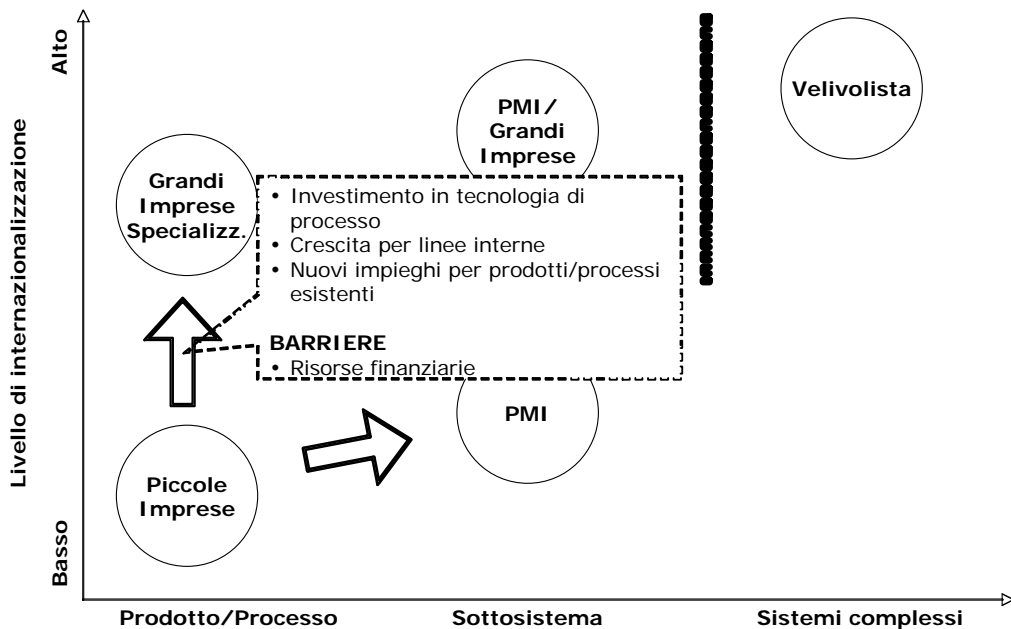 Livello di internazionalizzazione
Alto
Basso
Velivolista
PMI/
Grandi
Imprese
Grandi
Imprese
Specializz.
• Investimento in tecnologia di
processo
• Crescita per linee interne
• Nuovi impieghi per prodotti/processi
esistenti
BARRIERE
• Risorse finanziarie
PMI
Piccole
Imprese
Prodotto/Processo
Sottosistema
Sistemi complessi